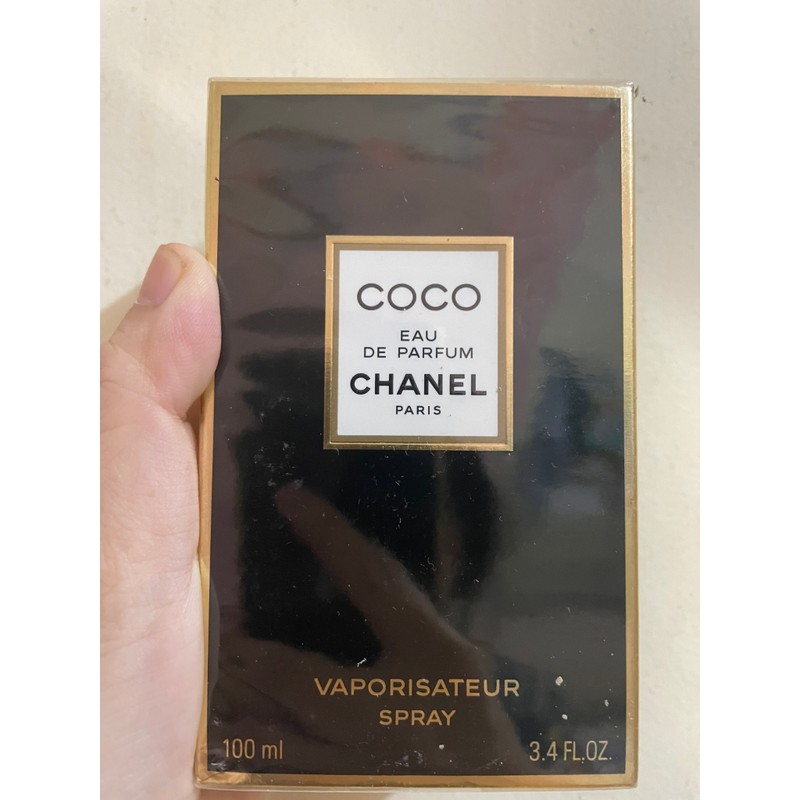 COCO
EAU
DE PARFUM
CHANEL
PARIS
VAPORISATEUR
SPRAY
100 ml
3.4 FL.OZ.